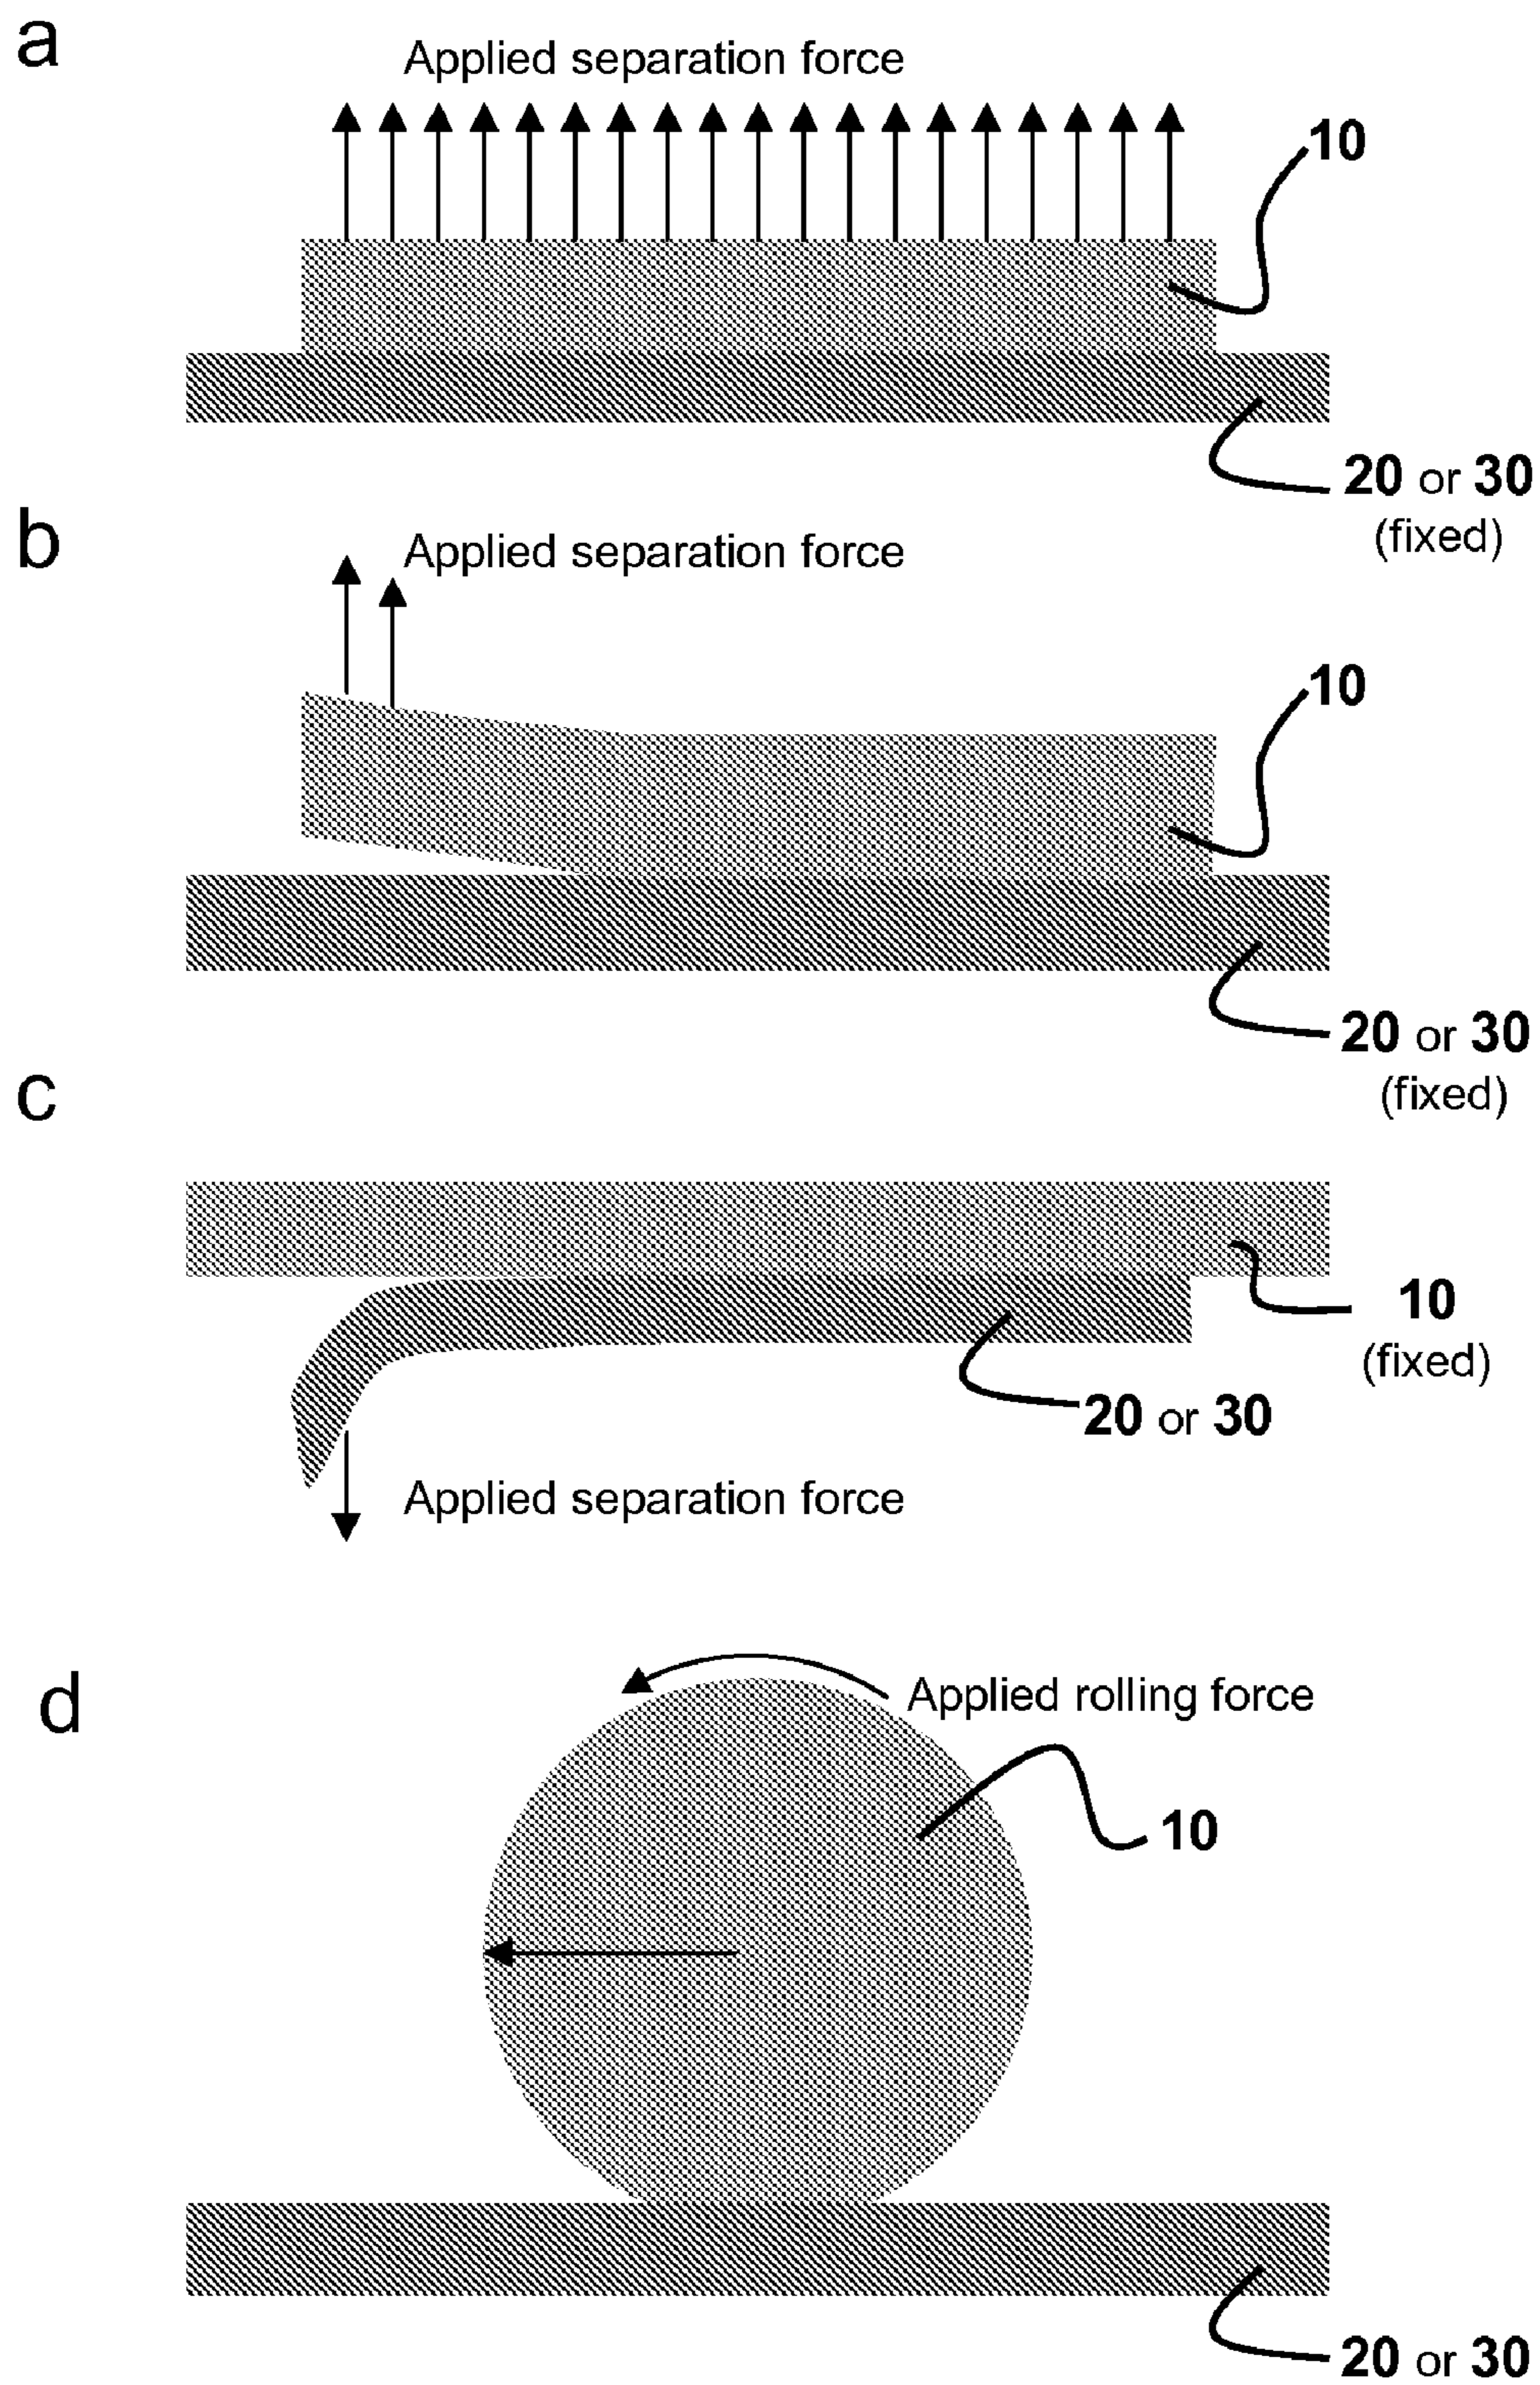 a
Applied separation force
10
20 or 30
(fixed)
b
Applied separation force
10
20 or 30
(fixed)
c
10
(fixed)
20 or 30
Applied separation force
d
Applied rolling force
10
20 or 30